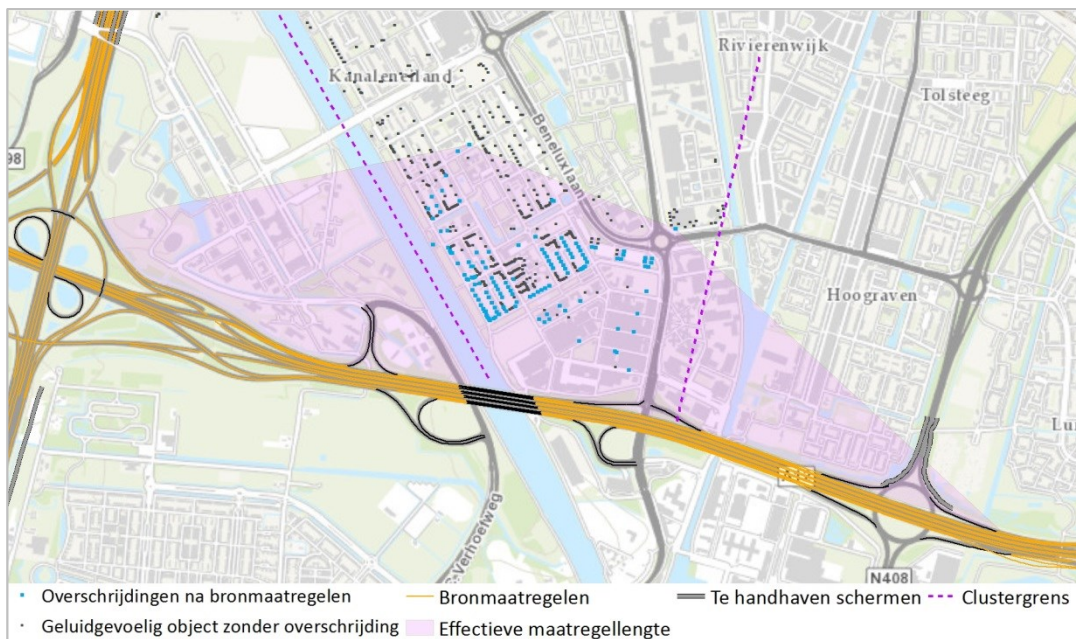 Rivierenwijk
Kanaleneiland
Tolsteeg
Beneluxlaan
98
Hoograven
Lu
C.Verhoefweg
N408
Overschrijdingen na bronmaatregelen
Bronmaatregelen
Te handhaven schermen
Clustergrens
Geluidgevoelig object zonder overschrijding
Effectieve maatregellengte